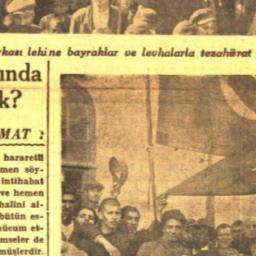 rkası lehine bayraklar ve levhalarla tezahürat
ında
k?
MAT ?
hararetli
men söy-
intihabat
ve hemen
halini al-
bütün es-
hücum et-
mseler de
müşlerdir.